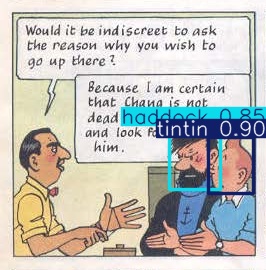 Would it be indiscreet to ask
the reason why you wish to
go up there?
Because I am certain
that Chang is not
dead
haddock 0.85
tintin 0.90
and look
him.